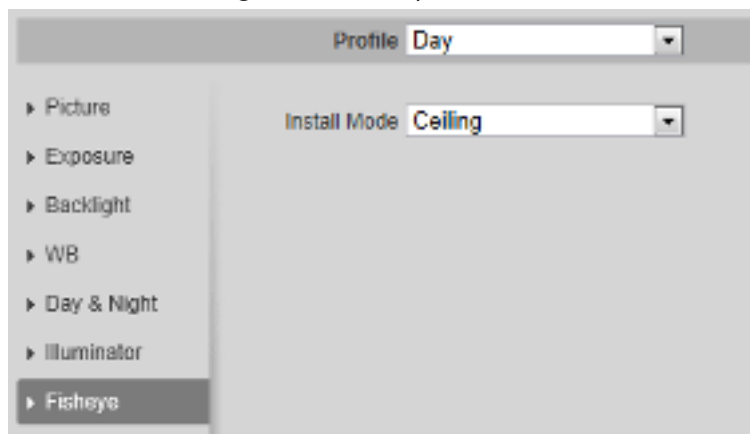 Profile Day
Picture
Install Mode Ceiling
Exposure
Backlight
WB
Day & Night
Illuminator
Fisheye